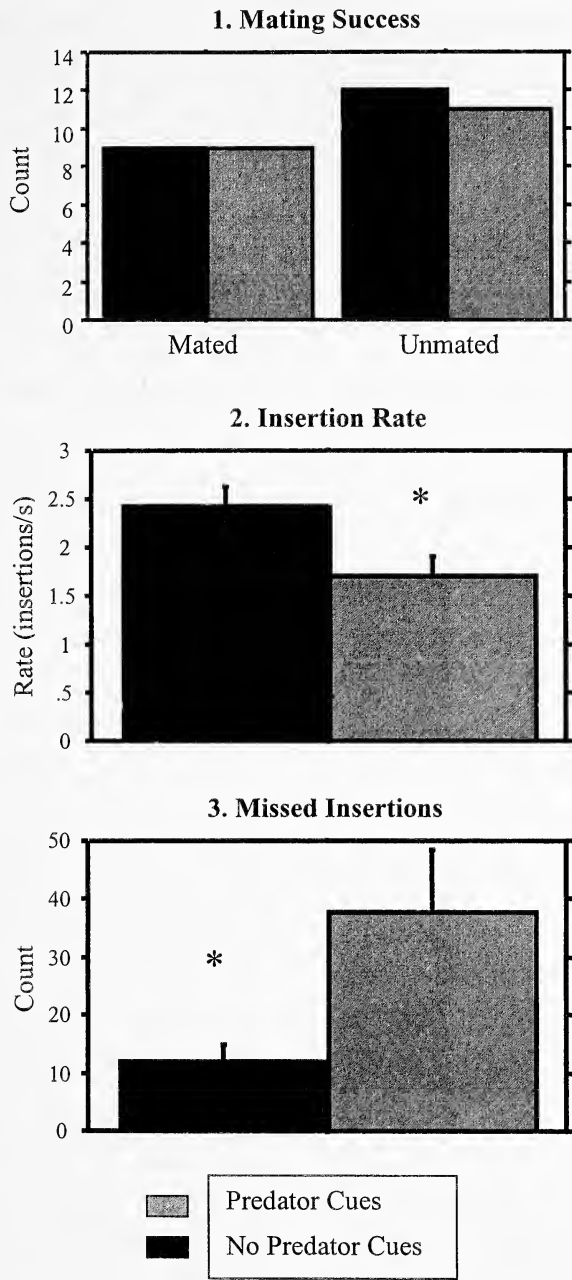 1. Mating Success
14
12
10
8
6
4
2
0
Count
Mated Unmated
2. Insertion Rate
3
2.5
2
1.5
1
.5
0
Rate (insertions/s)
*
3. Missed Insertions
50
40
30
20
10
0
Count
*
Predator Cues
No Predator Cues